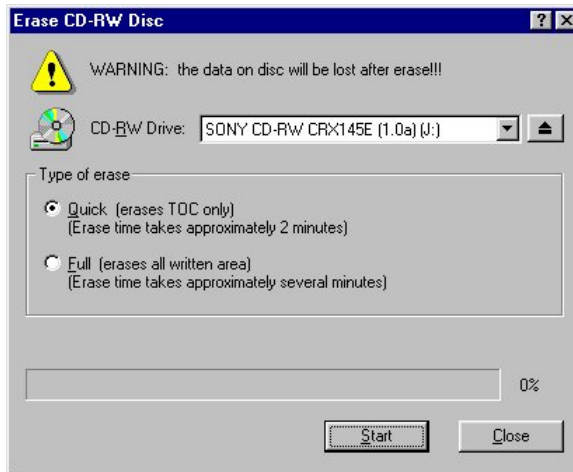 Erase CD-RW Disc
WARNING: the data on disc will be lost after erase!!!
CD-RW Drive: SONY CD-RW CRX145E (1.0a) (J:)
Type of erase
Quick (erases TOC only)
(Erase time takes approximately 2 minutes)
Full (erases all written area)
(Erase time takes approximately several minutes)
0%
Start Close